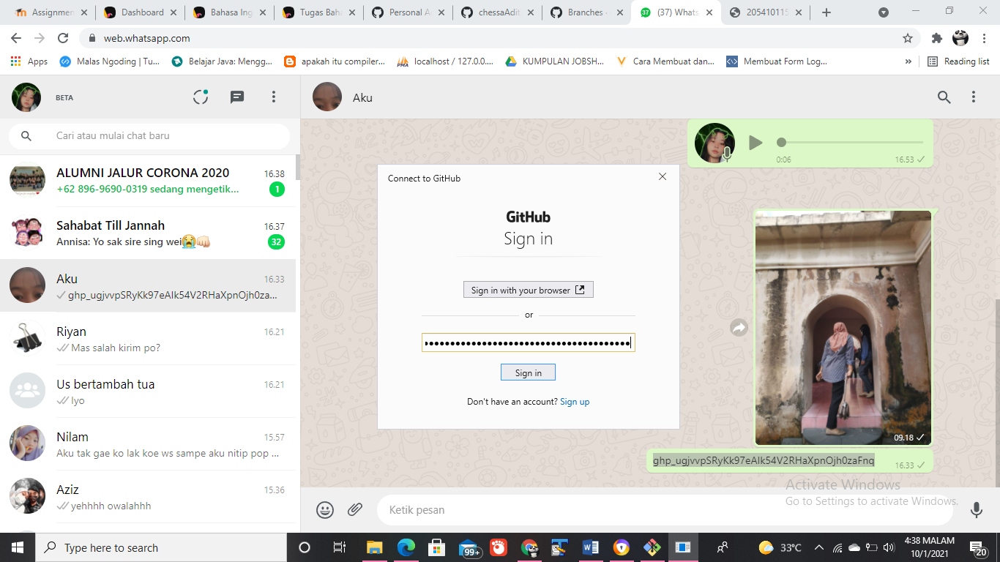 Assignmen
Dashboard
Bahasa Ing
Tugas Baha
Personal A
chessaAdit
Branches
(37) Whats
205410115
web.whatsapp.com
Apps
Malas Ngoding | Tu...
Belajar Java: Mengg...
apakah itu compiler...
localhost / 127.0.0....
KUMPULAN JOBSH...
Cara Membuat dan...
Membuat Form Log...
»
Reading list
BETA
Cari atau mulai chat baru
ALUMNI JALUR CORONA 2020 16.38
+62 896-9690-0319 sedang mengetik... 1
Sahabat Till Jannah 16.37
Annisa: Yo sak sire sing wei😭👊🏻 32
Aku 16.33
Riyan 16.21
Mas salah kirim po?
Us bertambah tua 16.21
Iyo
Nilam 15.57
Aku tak gae ko lak koe ws sampe aku nitip pop ...
Aziz 15.36
yehhhh owalahhh
Aku
0:06 16.53
Connect to GitHub
GitHub
Sign in
Sign in with your browser
or
Sign in
Don't have an account? Sign up
09.18
16.33
Activate Windows
Go to Settings to activate Windows.
Ketik pesan
Type here to search
99+
33°C
4:38 MALAM
10/1/2021
20